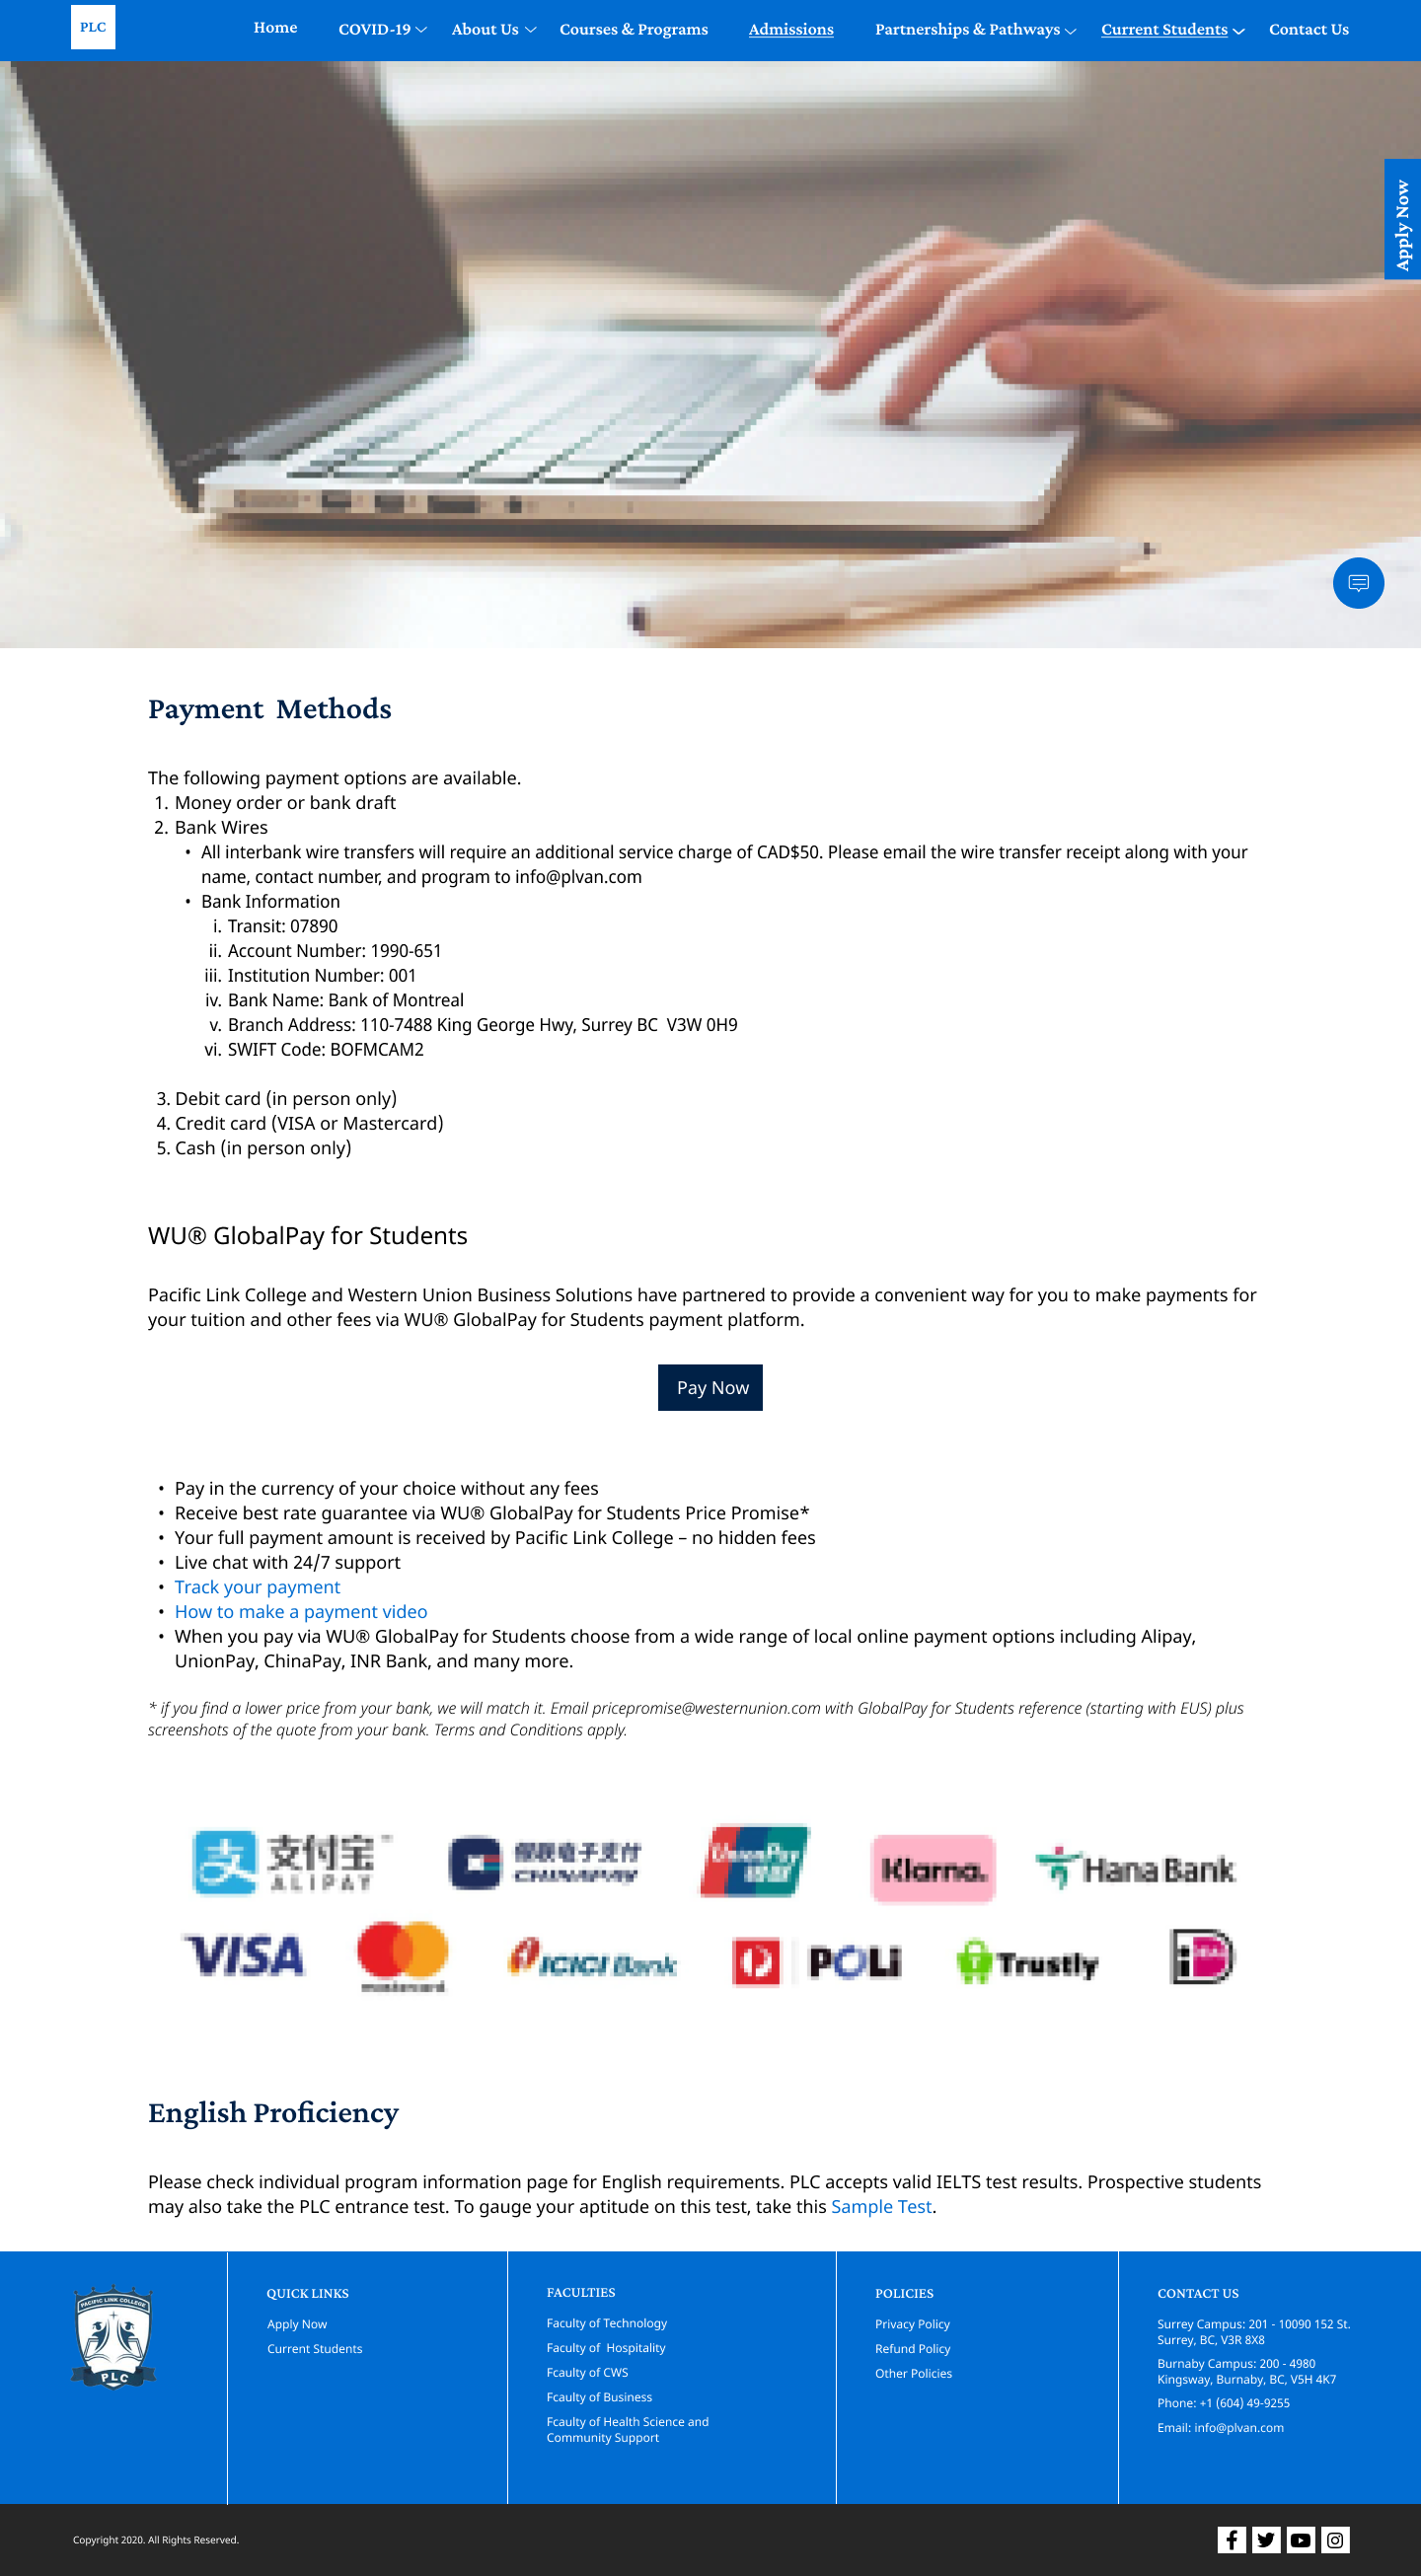 PLC
Home
COVID-19
About Us
Courses & Programs
Admissions
Partnerships & Pathways
Current Students
Contact Us
Apply Now
Payment Methods
The following payment options are available.
1. Money order or bank draft
2. Bank Wires
• All interbank wire transfers will require an additional service charge of CAD$50. Please email the wire transfer receipt along with your
name, contact number, and program to info@plvan.com
• Bank Information
i. Transit: 07890
ii. Account Number: 1990-651
iii. Institution Number: 001
iv. Bank Name: Bank of Montreal
v. Branch Address: 110-7488 King George Hwy, Surrey BC V3W 0H9
vi. SWIFT Code: BOFMCAM2
3. Debit card (in person only)
4. Credit card (VISA or Mastercard)
5. Cash (in person only)
WU® GlobalPay for Students
Pacific Link College and Western Union Business Solutions have partnered to provide a convenient way for you to make payments for
your tuition and other fees via WU® GlobalPay for Students payment platform.
Pay Now
• Pay in the currency of your choice without any fees
• Receive best rate guarantee via WU® GlobalPay for Students Price Promise*
• Your full payment amount is received by Pacific Link College – no hidden fees
• Live chat with 24/7 support
• Track your payment
• How to make a payment video
• When you pay via WU® GlobalPay for Students choose from a wide range of local online payment options including Alipay,
UnionPay, ChinaPay, INR Bank, and many more.
* if you find a lower price from your bank, we will match it. Email pricepromise@westernunion.com with GlobalPay for Students reference (starting with EUS) plus
screenshots of the quote from your bank. Terms and Conditions apply.
支 支付宝
ALIPAY
CHINAPAY
UnionPay
Klarna.
Hana Bank
VISA
mastercard
ICICI Bank
POLi
Trustly
iD
English Proficiency
Please check individual program information page for English requirements. PLC accepts valid IELTS test results. Prospective students
may also take the PLC entrance test. To gauge your aptitude on this test, take this Sample Test.
PACIFIC LINK COLLEGE
PLC
QUICK LINKS
Apply Now
Current Students
FACULTIES
Faculty of Technology
Faculty of Hospitality
Fcaulty of CWS
Fcaulty of Business
Fcaulty of Health Science and
Community Support
POLICIES
Privacy Policy
Refund Policy
Other Policies
CONTACT US
Surrey Campus: 201 - 10090 152 St.
Surrey, BC, V3R 8X8
Burnaby Campus: 200 - 4980
Kingsway, Burnaby, BC, V5H 4K7
Phone: +1 (604) 49-9255
Email: info@plvan.com
Copyright 2020. All Rights Reserved.